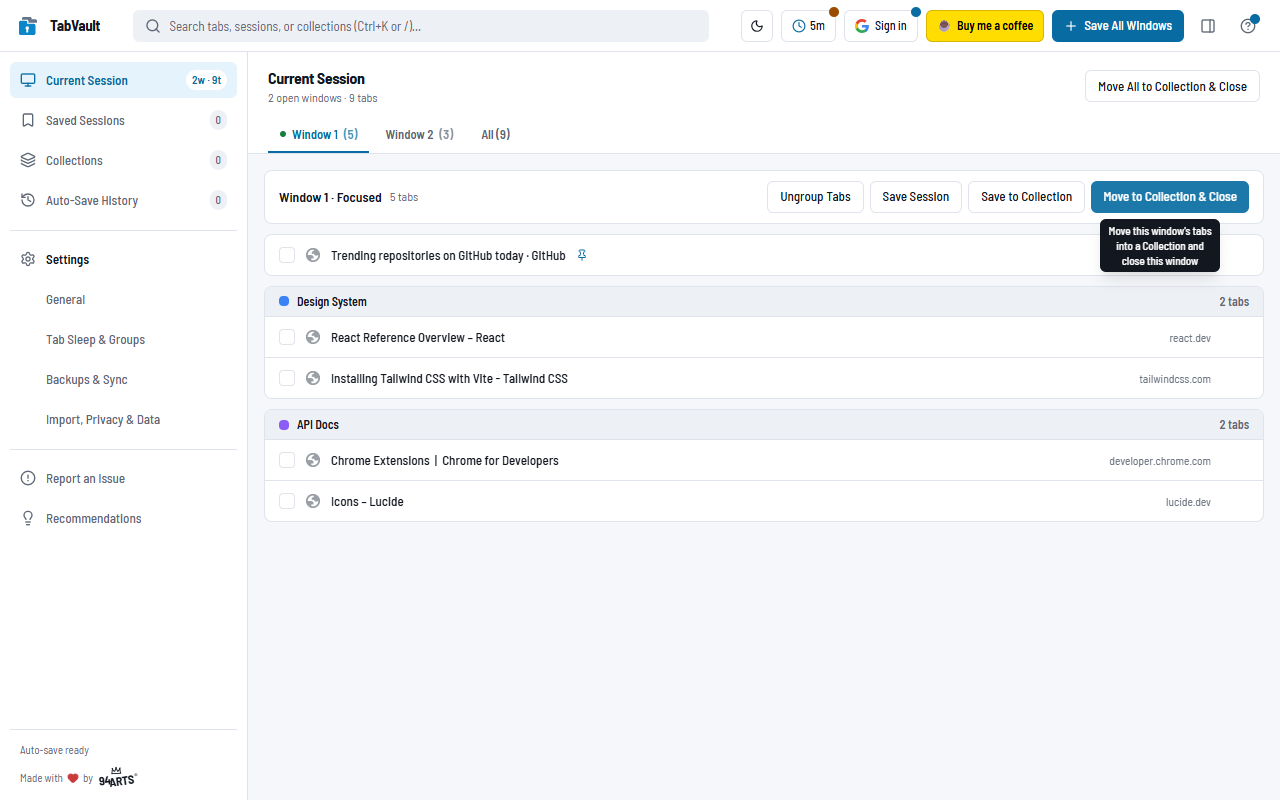 TabVault
Search tabs, sessions, or collections (Ctrl+K or /)...
5m
Sign in
Buy me a coffee
Save All Windows
Current Session
2w · 9t
Saved Sessions
0
Collections
0
Auto-Save History
0
Settings
General
Tab Sleep & Groups
Backups & Sync
Import, Privacy & Data
Report an Issue
Recommendations
Auto-save ready
Made with by 94ARTS
Current Session
2 open windows · 9 tabs
Move All to Collection & Close
Window 1 (5)
Window 2 (3)
All (9)
Window 1 · Focused 5 tabs
Ungroup Tabs
Save Session
Save to Collection
Move to Collection & Close
Move this window's tabs
into a Collection and
close this window
Trending repositories on GitHub today · GitHub
Design System
2 tabs
React Reference Overview – React
react.dev
Installing Tailwind CSS with Vite - Tailwind CSS
tailwindcss.com
API Docs
2 tabs
Chrome Extensions | Chrome for Developers
developer.chrome.com
Icons – Lucide
lucide.dev